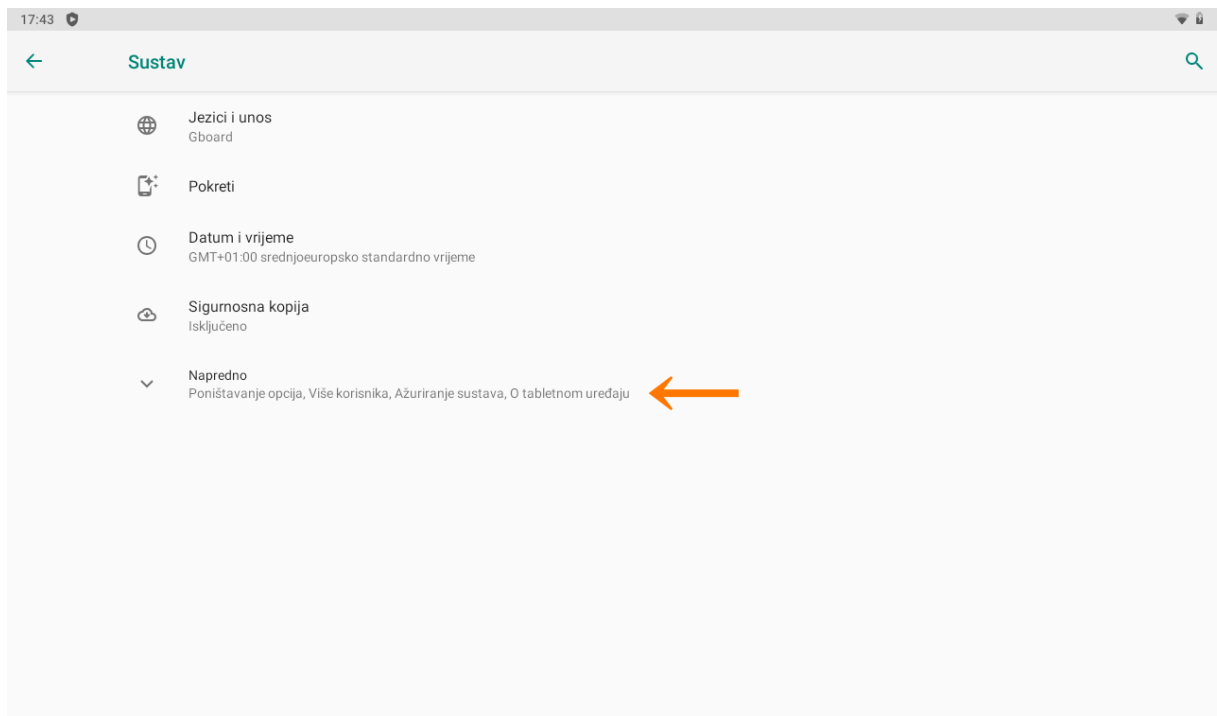 17:43
Sustav
Jezici i unos
Gboard
Pokreti
Datum i vrijeme
GMT+01:00 srednjoeuropsko standardno vrijeme
Sigurnosna kopija
Isključeno
Napredno
Poništavanje opcija, Više korisnika, Ažuriranje sustava, O tabletnom uređaju